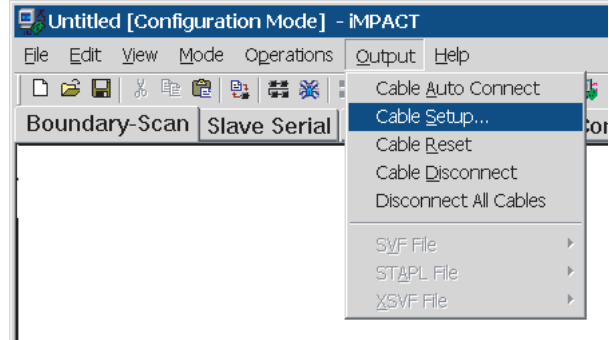 Untitled [Configuration Mode] - iMPACT
File Edit View Mode Operations Output Help
Cable Auto Connect
Boundary-Scan Slave Serial
Cable Setup...
Cable Reset
Cable Disconnect
Disconnect All Cables
SVF File
STAPL File
XSVF File